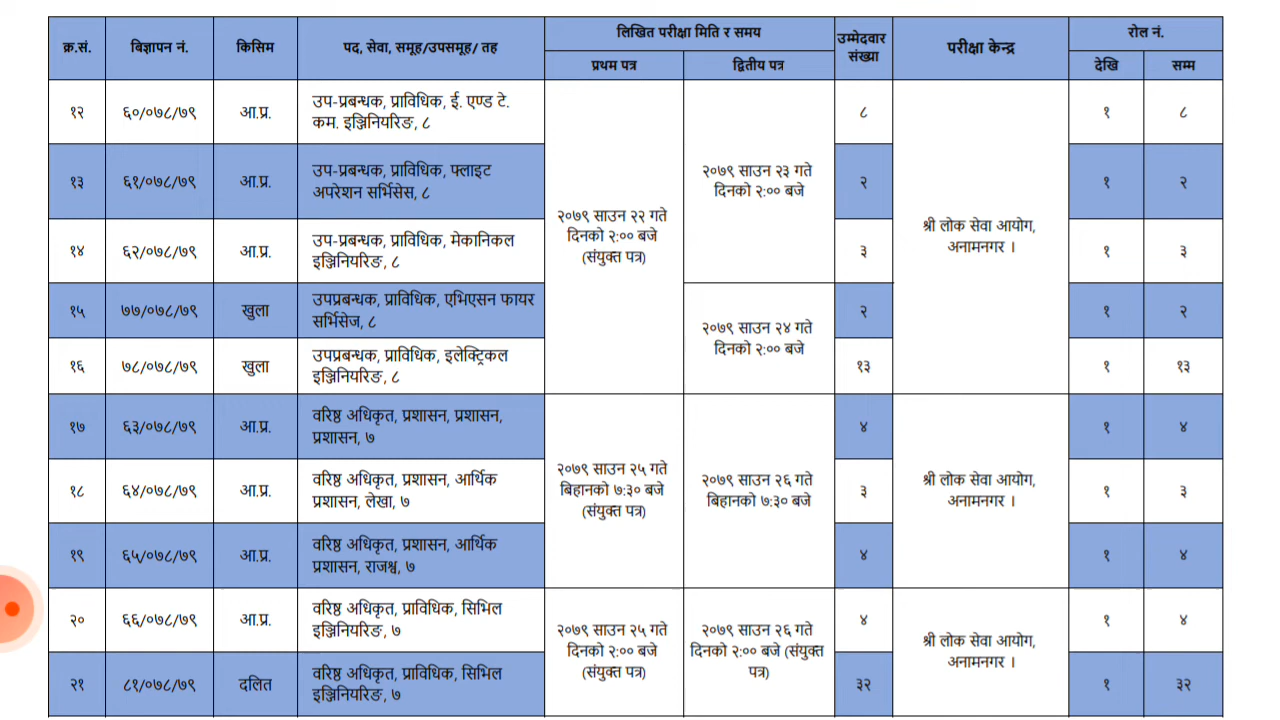 क्र.सं. बिज्ञापन नं. किसिम पद, सेवा, समूह/उपसमूह/ तह लिखित परीक्षा मिति र समय उम्मेदवार संख्या परीक्षा केन्द्र रोल नं.
प्रथम पत्र द्वितीय पत्र देखि सम्म
१२ ६०/०७८/७९ आ.प्र. उप-प्रबन्धक, प्राविधिक, ई. एण्ड टे.
कम. इञ्जिनियरिङ, ८
८ १ ८
१३ ६१/०७८/७९ आ.प्र. उप-प्रबन्धक, प्राविधिक, फ्लाइट
अपरेशन सर्भिसेस, ८
२०७९ साउन २३ गते
दिनको २:०० बजे
२ १ २
१४ ६२/०७८/७९ आ.प्र. उप-प्रबन्धक, प्राविधिक, मेकानिकल
इञ्जिनियरिङ, ८
२०७९ साउन २२ गते
दिनको २:०० बजे
(संयुक्त पत्र)
३ श्री लोक सेवा आयोग,
अनामनगर ।
१ ३
१५ ७७/०७८/७९ खुला उपप्रबन्धक, प्राविधिक, एभिएसन फायर
सर्भिसेज, ८
२ १ २
२०७९ साउन २४ गते
दिनको २:०० बजे
१६ ७८/०७८/७९ खुला उपप्रबन्धक, प्राविधिक, इलेक्ट्रिकल
इञ्जिनियरिङ, ८
१३ १ १३
१७ ६३/०७८/७९ आ.प्र. वरिष्ठ अधिकृत, प्रशासन, प्रशासन,
प्रशासन, ७
४ १ ४
१८ ६४/०७८/७९ आ.प्र. वरिष्ठ अधिकृत, प्रशासन, आर्थिक
प्रशासन, लेखा, ७
२०७९ साउन २५ गते
बिहानको ७:३० बजे
(संयुक्त पत्र)
२०७९ साउन २६ गते
बिहानको ७:३० बजे
३ श्री लोक सेवा आयोग,
अनामनगर ।
१ ३
१९ ६५/०७८/७९ आ.प्र. वरिष्ठ अधिकृत, प्रशासन, आर्थिक
प्रशासन, राजश्व, ७
४ १ ४
२० ६६/०७८/७९ आ.प्र. वरिष्ठ अधिकृत, प्राविधिक, सिभिल
इञ्जिनियरिङ, ७
२०७९ साउन २५ गते
दिनको २:०० बजे
(संयुक्त पत्र)
२०७९ साउन २६ गते
दिनको २:०० बजे (संयुक्त
पत्र)
४ श्री लोक सेवा आयोग,
अनामनगर ।
१ ४
२१ ८१/०७८/७९ दलित वरिष्ठ अधिकृत, प्राविधिक, सिभिल
इञ्जिनियरिङ, ७
३२ १ ३२